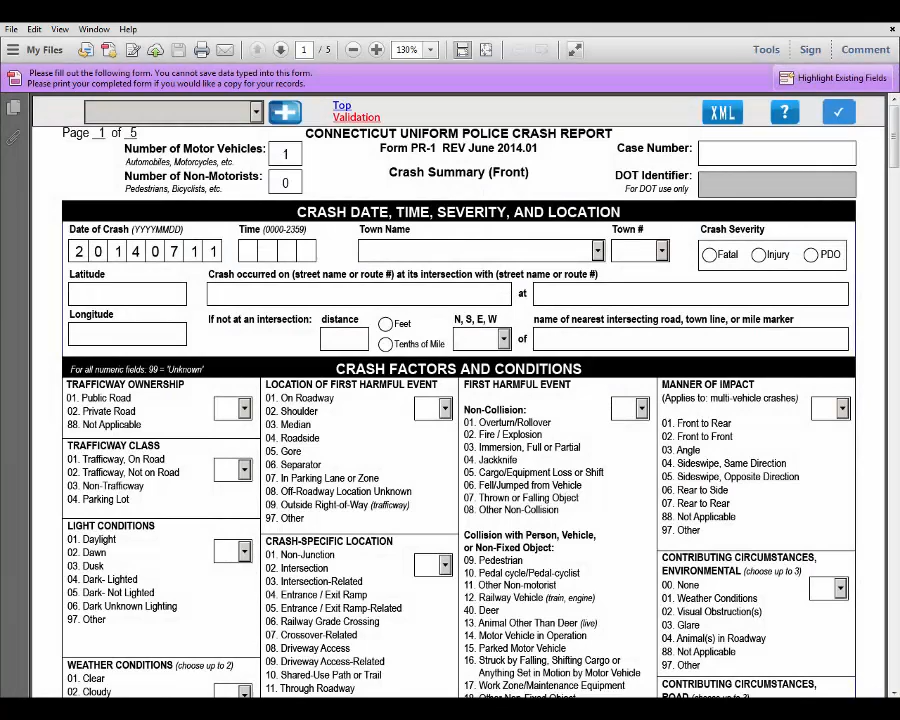 File Edit View Window Help
My Files 1 / 5 130% Tools Sign Comment
Please fill out the following form. You cannot save data typed into this form.
Please print your completed form if you would like a copy for your records.
Highlight Existing Fields
Top
Validation
XML ? ✓
Page 1 of 5
CONNECTICUT UNIFORM POLICE CRASH REPORT
Form PR-1 REV June 2014.01
Crash Summary (Front)
Number of Motor Vehicles: 1
Automobiles, Motorcycles, etc.
Number of Non-Motorists: 0
Pedestrians, Bicyclists, etc.
Case Number:
DOT Identifier:
For DOT use only
CRASH DATE, TIME, SEVERITY, AND LOCATION
Date of Crash (YYYYMMDD) Time (0000-2359) Town Name Town # Crash Severity
2 0 1 4 0 7 1 1
Fatal Injury PDO
Latitude Crash occurred on (street name or route #) at its intersection with (street name or route #)
at
Longitude If not at an intersection: distance Feet N, S, E, W name of nearest intersecting road, town line, or mile marker
Tenths of Mile of
For all numeric fields: 99 = "Unknown" CRASH FACTORS AND CONDITIONS
TRAFFICWAY OWNERSHIP
01. Public Road
02. Private Road
88. Not Applicable
TRAFFICWAY CLASS
01. Trafficway, On Road
02. Trafficway, Not on Road
03. Non-Trafficway
04. Parking Lot
LIGHT CONDITIONS
01. Daylight
02. Dawn
03. Dusk
04. Dark- Lighted
05. Dark- Not Lighted
06. Dark Unknown Lighting
97. Other
WEATHER CONDITIONS (choose up to 2)
01. Clear
02. Cloudy
LOCATION OF FIRST HARMFUL EVENT
01. On Roadway
02. Shoulder
03. Median
04. Roadside
05. Gore
06. Separator
07. In Parking Lane or Zone
08. Off-Roadway Location Unknown
09. Outside Right-of-Way (trafficway)
97. Other
CRASH-SPECIFIC LOCATION
01. Non-Junction
02. Intersection
03. Intersection-Related
04. Entrance / Exit Ramp
05. Entrance / Exit Ramp-Related
06. Railway Grade Crossing
07. Crossover-Related
08. Driveway Access
09. Driveway Access-Related
10. Shared-Use Path or Trail
11. Through Roadway
FIRST HARMFUL EVENT
Non-Collision:
01. Overturn/Rollover
02. Fire / Explosion
03. Immersion, Full or Partial
04. Jackknife
05. Cargo/Equipment Loss or Shift
06. Fell/Jumped from Vehicle
07. Thrown or Falling Object
08. Other Non-Collision
Collision with Person, Vehicle,
or Non-Fixed Object:
09. Pedestrian
10. Pedal cycle/Pedal-cyclist
11. Other Non-motorist
12. Railway Vehicle (train, engine)
40. Deer
13. Animal Other Than Deer (live)
14. Motor Vehicle in Operation
15. Parked Motor Vehicle
16. Struck by Falling, Shifting Cargo or
Anything Set in Motion by Motor Vehicle
17. Work Zone/Maintenance Equipment
18. Other Non-Fixed Object
MANNER OF IMPACT
(Applies to: multi-vehicle crashes)
01. Front to Rear
02. Front to Front
03. Angle
04. Sideswipe, Same Direction
05. Sideswipe, Opposite Direction
06. Rear to Side
07. Rear to Rear
88. Not Applicable
97. Other
CONTRIBUTING CIRCUMSTANCES,
ENVIRONMENTAL (choose up to 3)
00. None
01. Weather Conditions
02. Visual Obstruction(s)
03. Glare
04. Animal(s) in Roadway
88. Not Applicable
97. Other
CONTRIBUTING CIRCUMSTANCES,
ROAD (choose up to 3)